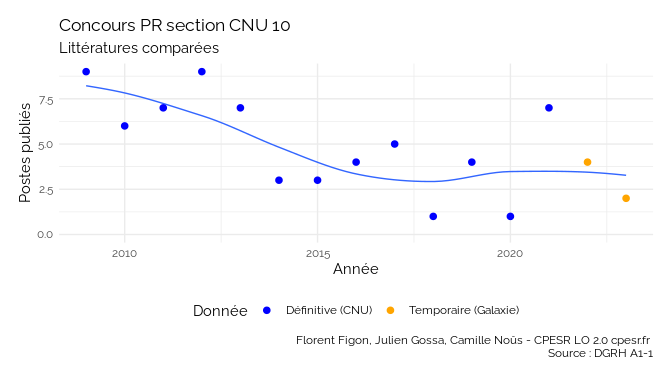 Concours PR section CNU 10
Littératures comparées
Postes publiés
7.5
5.0
2.5
0.0
2010
2015
2020
Année
Donnée
Définitive (CNU)
Temporaire (Galaxie)
Florent Figon, Julien Gossa, Camille Noûs - CPESR LO 2.0 cpesr.fr
Source : DGRH A1-1